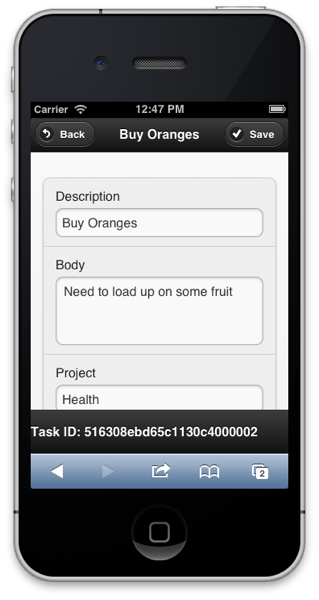 Carrier 12:47 PM
Back Buy Oranges Save
Description
Buy Oranges
Body
Need to load up on some fruit
Project
Health
Task ID: 516308ebd65c1130c4000002
2